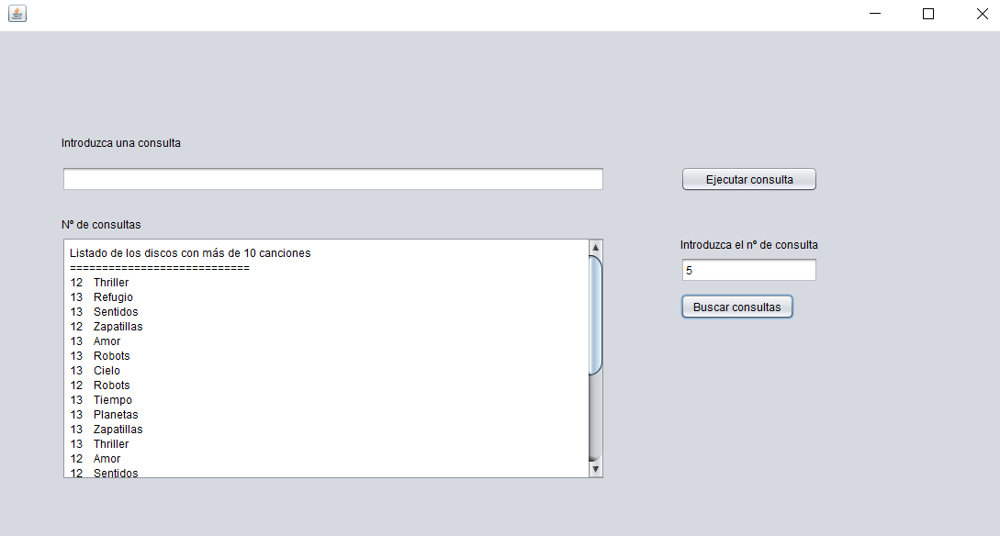 Introduzca una consulta
Ejecutar consulta
Nº de consultas
Listado de los discos con más de 10 canciones
============================
12 Thriller
13 Refugio
13 Sentidos
12 Zapatillas
13 Amor
13 Robots
13 Cielo
12 Robots
13 Tiempo
13 Planetas
13 Zapatillas
13 Thriller
12 Amor
12 Sentidos
Introduzca el nº de consulta
5
Buscar consultas